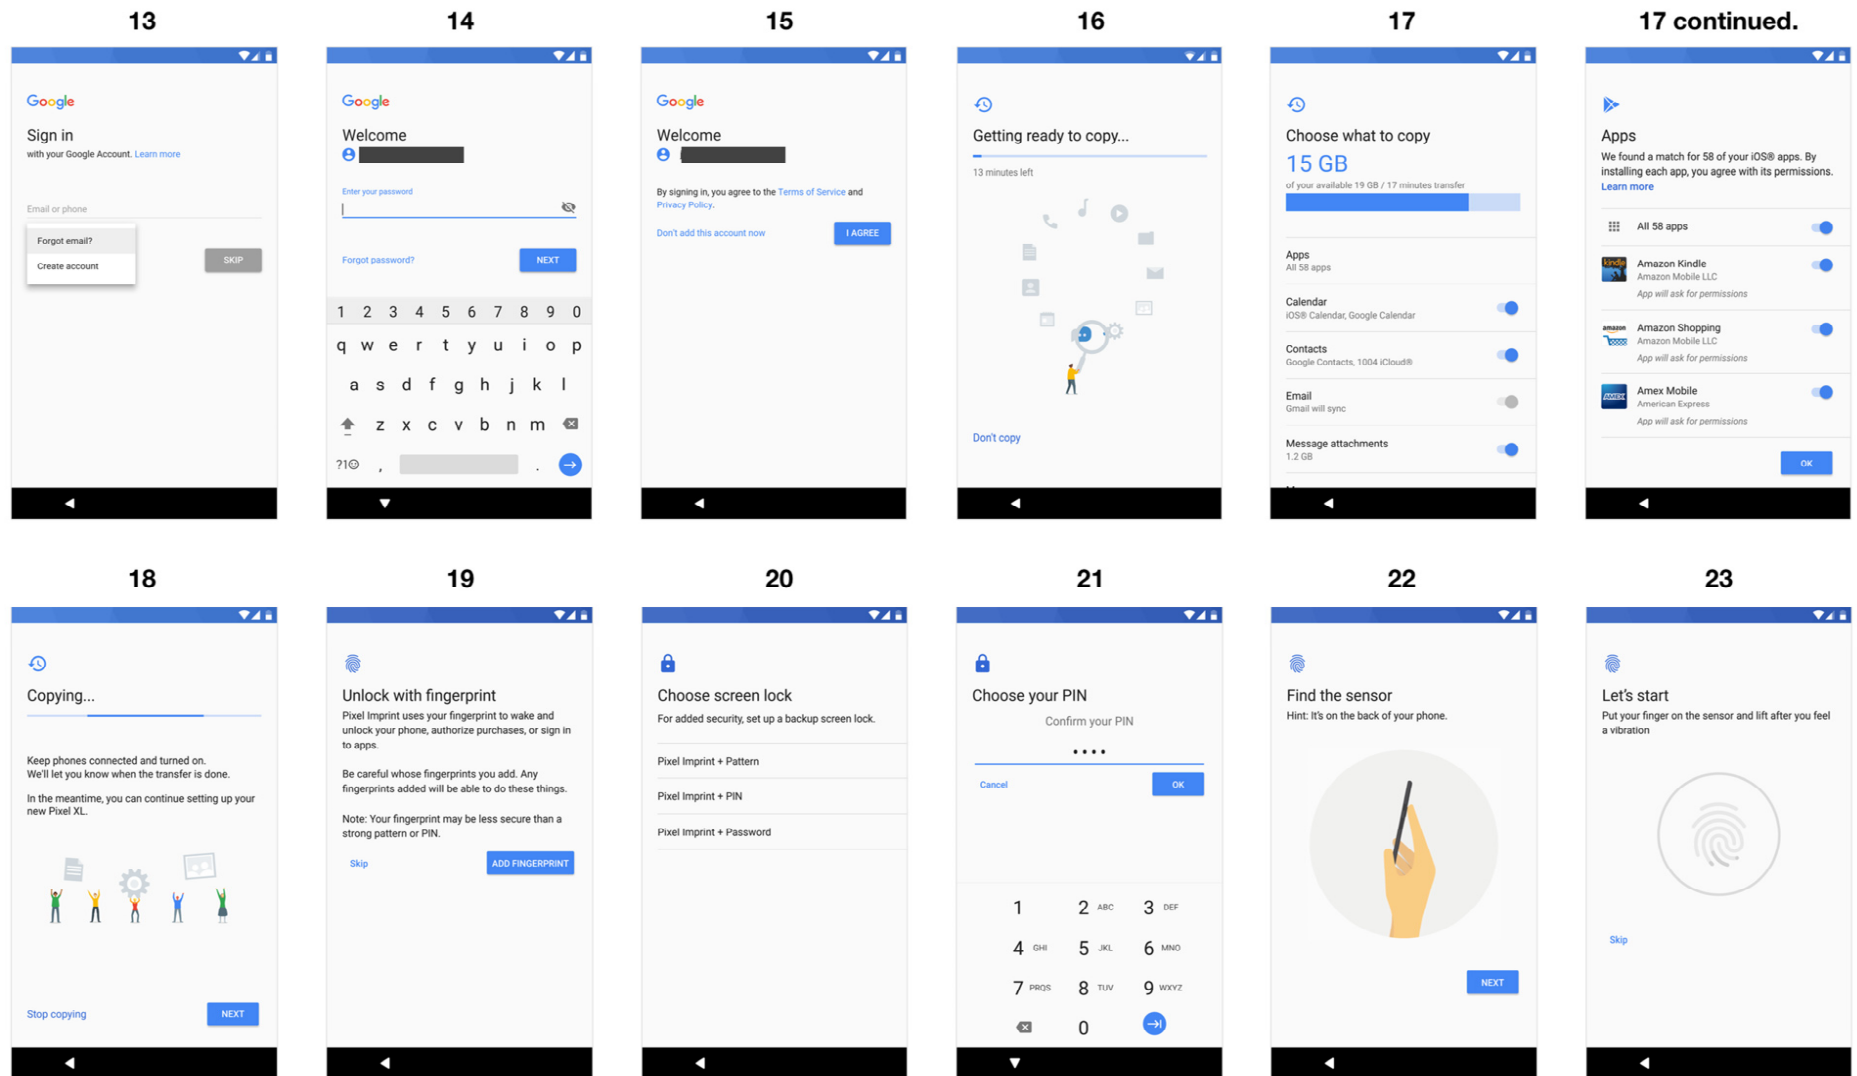 13
Google
Sign in
with your Google Account. Learn more
Email or phone
Forgot email?
Create account
SKIP
14
Google
Welcome
Enter your password
Forgot password?
NEXT
1 2 3 4 5 6 7 8 9 0
q w e r t y u i o p
a s d f g h j k l
z x c v b n m
?1☺ , .
15
Google
Welcome
By signing in, you agree to the Terms of Service and
Privacy Policy.
Don't add this account now
I AGREE
16
Getting ready to copy...
13 minutes left
Don't copy
17
Choose what to copy
15 GB
of your available 19 GB / 17 minutes transfer
Apps
All 58 apps
Calendar
iOS® Calendar, Google Calendar
Contacts
Google Contacts, 1004 iCloud®
Email
Gmail will sync
Message attachments
1.2 GB
17 continued.
Apps
We found a match for 58 of your iOS® apps. By
installing each app, you agree with its permissions.
Learn more
All 58 apps
kindle
Amazon Kindle
Amazon Mobile LLC
App will ask for permissions
amazon
Amazon Shopping
Amazon Mobile LLC
App will ask for permissions
AMEX
Amex Mobile
American Express
App will ask for permissions
OK
18
Copying...
Keep phones connected and turned on.
We'll let you know when the transfer is done.
In the meantime, you can continue setting up your
new Pixel XL.
Stop copying
NEXT
19
Unlock with fingerprint
Pixel Imprint uses your fingerprint to wake and
unlock your phone, authorize purchases, or sign in
to apps.
Be careful whose fingerprints you add. Any
fingerprints added will be able to do these things.
Note: Your fingerprint may be less secure than a
strong pattern or PIN.
Skip
ADD FINGERPRINT
20
Choose screen lock
For added security, set up a backup screen lock.
Pixel Imprint + Pattern
Pixel Imprint + PIN
Pixel Imprint + Password
21
Choose your PIN
Confirm your PIN
••••
Cancel
OK
1 2 ABC 3 DEF
4 GHI 5 JKL 6 MNO
7 PRQS 8 TUV 9 WXYZ
0
22
Find the sensor
Hint: It's on the back of your phone.
NEXT
23
Let's start
Put your finger on the sensor and lift after you feel
a vibration
Skip